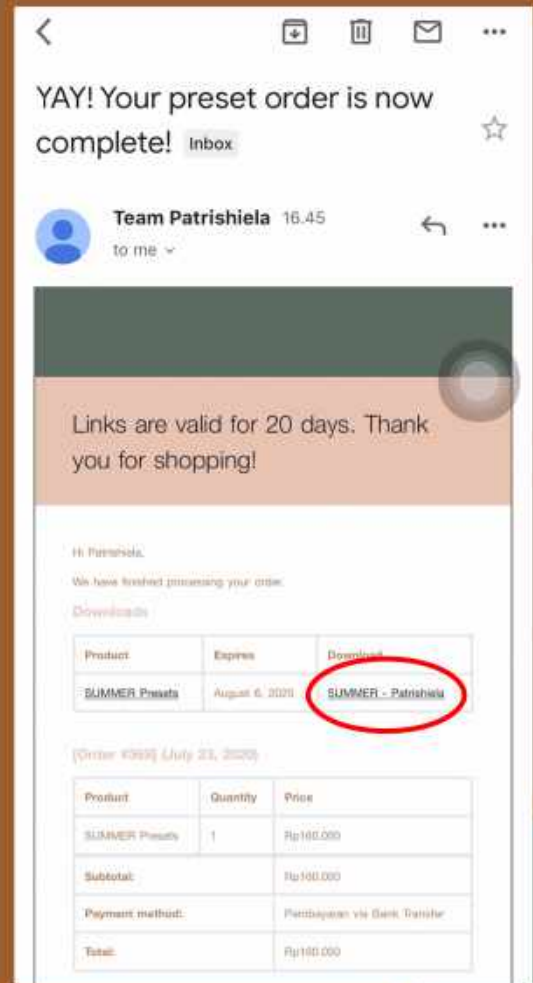 YAY! Your preset order is now
complete! Inbox
Team Patrishiela 16.45
to me
Links are valid for 20 days. Thank
you for shopping!
Hi Patrishiela,
We have finished processing your order.
Downloads
Product Expires Download
SUMMER Presets August 6, 2020 SUMMER - Patrishiela
(July 23, 2020)
Product Quantity Price
SUMMER Presets 1 Rp160.000
Subtotal: Rp160.000
Payment method: Pembayaran via Bank Transfer
Total: Rp160.000